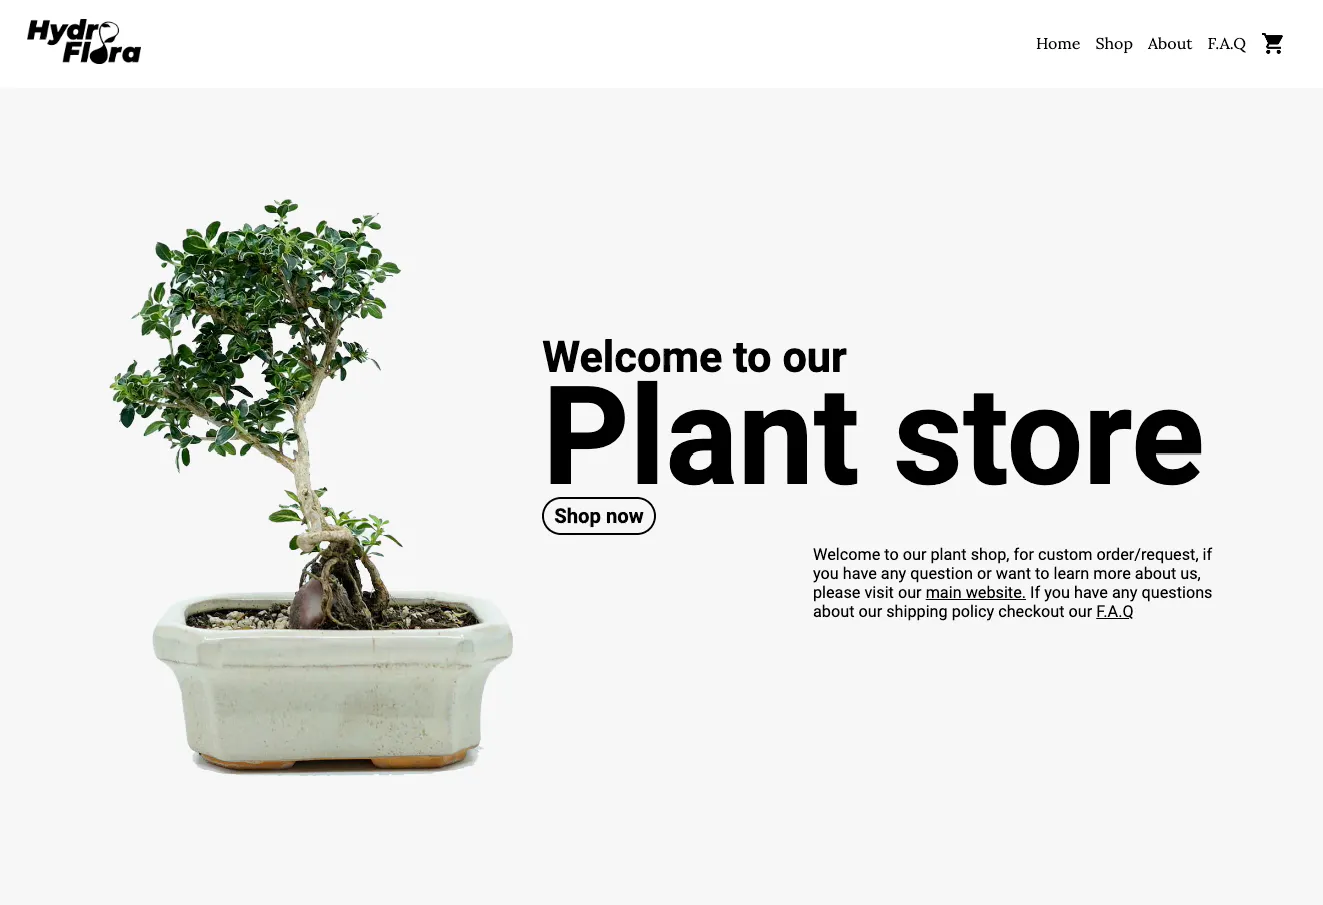 Hydro
Flora
Home Shop About F.A.Q
Welcome to our
Plant store
Shop now
Welcome to our plant shop, for custom order/request, if
you have any question or want to learn more about us,
please visit our main website. If you have any questions
about our shipping policy checkout our F.A.Q